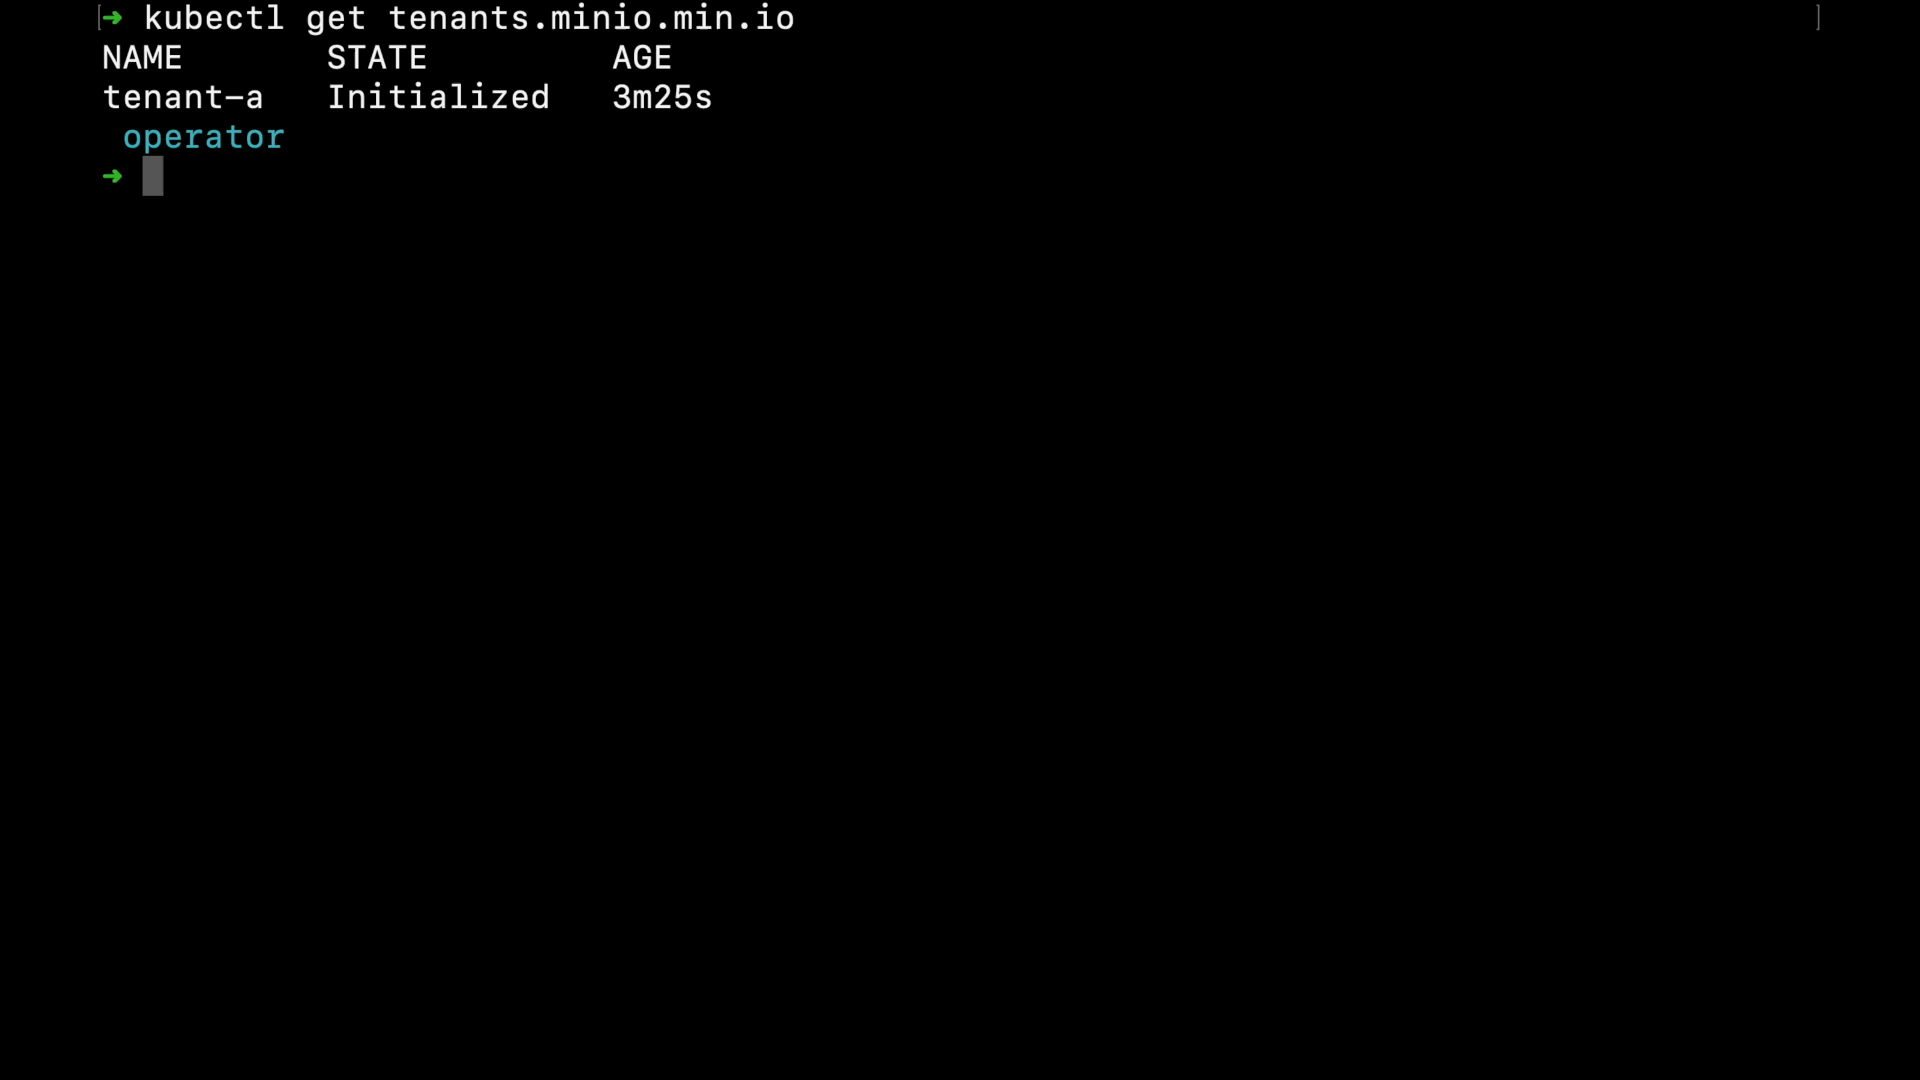 [➜ kubectl get tenants.minio.min.io ]
NAME STATE AGE
tenant-a Initialized 3m25s
operator
➜